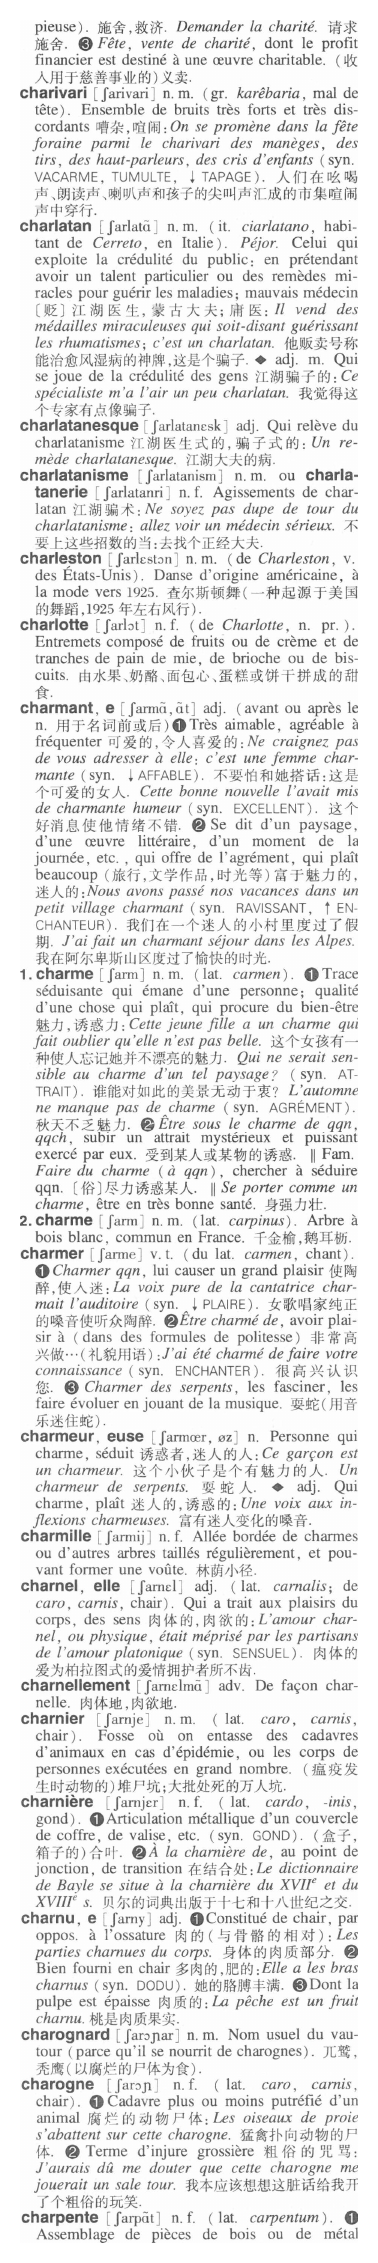 pieuse). 施舍,救济. Demander la charité. 请求
施舍. ❸ Fête, vente de charité, dont le profit
financier est destiné à une œuvre charitable. (收
入用于慈善事业的)义卖.
charivari [ʃarivari] n. m. (gr. karêbaria, mal de
tête). Ensemble de bruits très forts et très dis-
cordants 嘈杂,喧闹: On se promène dans la fête
foraine parmi le charivari des manèges, des
tirs, des haut-parleurs, des cris d'enfants (syn.
VACARME, TUMULTE, ↓ TAPAGE). 人们在吆喝
声、朗读声、喇叭声和孩子的尖叫声汇成的市集喧闹
声中穿行.
charlatan [ʃarlatɑ̃] n. m. (it. ciarlatano, habi-
tant de Cerreto, en Italie). Péjor. Celui qui
exploite la crédulité du public; en prétendant
avoir un talent particulier ou des remèdes mi-
racles pour guérir les maladies; mauvais médecin
[贬] 江湖医生, 蒙古大夫; 庸医: Il vend des
médailles miraculeuses qui soit-disant guérissant
les rhumatismes; c'est un charlatan. 他贩卖号称
能治愈风湿病的神牌,这是个骗子. ◆ adj. m. Qui
se joue de la crédulité des gens 江湖骗子的: Ce
spécialiste m'a l'air un peu charlatan. 我觉得这
个专家有点像骗子.
charlatanesque [ʃarlatanɛsk] adj. Qui relève du
charlatanisme 江湖医生式的, 骗子式的: Un re-
mède charlatanesque. 江湖大夫的病.
charlatanisme [ʃarlatanism] n. m. ou charla-
tanerie [ʃarlatanri] n. f. Agissements de char-
latan 江湖骗术: Ne soyez pas dupe de tour du
charlatanisme; allez voir un médecin sérieux. 不
要上这些招数的当;去找个正经大夫.
charleston [ʃarlɛstɔn] n. m. (de Charleston, v.
des États-Unis). Danse d'origine américaine, à
la mode vers 1925. 查尔斯顿舞(一种起源于美国
的舞蹈,1925 年左右风行).
charlotte [ʃarlɔt] n. f. (de Charlotte, n. pr.).
Entremets composé de fruits ou de crème et de
tranches de pain de mie, de brioche ou de bis-
cuits. 由水果、奶酪、面包心、蛋糕或饼干拼成的甜
食.
charmant, e [ʃarmɑ̃, ɑ̃t] adj. (avant ou après le
n. 用于名词前或后) ❶ Très aimable, agréable à
fréquenter 可爱的,令人喜爱的: Ne craignez pas
de vous adresser à elle: c'est une femme char-
mante (syn. ↓ AFFABLE). 不要怕和她搭话:这是
个可爱的女人. Cette bonne nouvelle l'avait mis
de charmante humeur (syn. EXCELLENT). 这个
好消息使他情绪不错. ❷ Se dit d'un paysage,
d'une œuvre littéraire, d'un moment de la
journée, etc., qui offre de l'agrément, qui plaît
beaucoup (旅行,文学作品,时光等) 富于魅力的,
迷人的: Nous avons passé nos vacances dans un
petit village charmant (syn. RAVISSANT, ↑ EN-
CHANTEUR). 我们在一个迷人的小村里度过了假
期. J'ai fait un charmant séjour dans les Alpes.
我在阿尔卑斯山区度过了愉快的时光.
1. charme [ʃarm] n. m. (lat. carmen). ❶ Trace
séduisante qui émane d'une personne; qualité
d'une chose qui plaît, qui procure du bien-être
魅力,诱惑力: Cette jeune fille a un charme qui
fait oublier qu'elle n'est pas belle. 这个女孩有一
种使人忘记她并不漂亮的魅力. Qui ne serait sen-
sible au charme d'un tel paysage? (syn. AT-
TRAIT). 谁能对如此的美景无动于衷? L'automne
ne manque pas de charme (syn. AGRÉMENT).
秋天不乏魅力. ❷ Être sous le charme de qqn,
qqch, subir un attrait mystérieux et puissant
exercé par eux. 受到某人或某物的诱惑. ‖ Fam.
Faire du charme (à qqn), chercher à séduire
qqn. [俗]尽力诱惑某人. ‖ Se porter comme un
charme, être en très bonne santé. 身强力壮.
2. charme [ʃarm] n. m. (lat. carpinus). Arbre à
bois blanc, commun en France. 千金榆,鹅耳枥.
charmer [ʃarme] v. t. (du lat. carmen, chant).
❶ Charmer qqn, lui causer un grand plaisir 使陶
醉,使入迷: La voix pure de la cantatrice char-
mait l'auditoire (syn. ↓ PLAIRE). 女歌唱家纯正
的嗓音使听众陶醉. ❷ Être charmé de, avoir plai-
sir à (dans des formules de politesse) 非常高
兴做…(礼貌用语): J'ai été charmé de faire votre
connaissance (syn. ENCHANTER). 很高兴认识
您. ❸ Charmer des serpents, les fasciner, les
faire évoluer en jouant de la musique. 耍蛇(用音
乐迷住蛇).
charmeur, euse [ʃarmœr, øz] n. Personne qui
charme, séduit 诱惑者,迷人的人: Ce garçon est
un charmeur. 这个小伙子是个有魅力的人. Un
charmeur de serpents. 耍蛇人. ◆ adj. Qui
charme, plaît 迷人的,诱惑的: Une voix aux in-
flexions charmeuses. 富有迷人变化的嗓音.
charmille [ʃarmij] n. f. Allée bordée de charmes
ou d'autres arbres taillés régulièrement, et pou-
vant former une voûte. 林荫小径.
charnel, elle [ʃarnɛl] adj. (lat. carnalis; de
caro, carnis, chair). Qui a trait aux plaisirs du
corps, des sens 肉体的,肉欲的: L'amour char-
nel, ou physique, était méprisé par les partisans
de l'amour platonique (syn. SENSUEL). 肉体的
爱为柏拉图式的爱情拥护者所不齿.
charnellement [ʃarnɛlmɑ̃] adv. De façon char-
nelle. 肉体地,肉欲地.
charnier [ʃarnje] n. m. (lat. caro, carnis,
chair). Fosse où on entasse des cadavres
d'animaux en cas d'épidémie, ou les corps de
personnes exécutées en grand nombre. (瘟疫发
生时动物的)堆尸坑;大批处死的万人坑.
charnière [ʃarnjɛr] n. f. (lat. cardo, -inis,
gond). ❶ Articulation métallique d'un couvercle
de coffre, de valise, etc. (syn. GOND). (盒子,
箱子的)合叶. ❷ À la charnière de, au point de
jonction, de transition 在结合处: Le dictionnaire
de Bayle se situe à la charnière du XVIIe et du
XVIIIe s. 贝尔的词典出版于十七和十八世纪之交.
charnu, e [ʃarny] adj. ❶ Constitué de chair, par
oppos. à l'ossature 肉的(与骨骼的相对): Les
parties charnues du corps. 身体的肉质部分. ❷
Bien fourni en chair 多肉的,肥的: Elle a les bras
charnus (syn. DODU). 她的胳膊丰满. ❸ Dont la
pulpe est épaisse 肉质的: La pêche est un fruit
charnu. 桃是肉质果实.
charognard [ʃarɔɲar] n. m. Nom usuel du vau-
tour (parce qu'il se nourrit de charognes). 兀鹫,
秃鹰(以腐烂的尸体为食).
charogne [ʃarɔɲ] n. f. (lat. caro, carnis,
chair). ❶ Cadavre plus ou moins putréfié d'un
animal 腐烂的动物尸体: Les oiseaux de proie
s'abattent sur cette charogne. 猛禽扑向动物的尸
体. ❷ Terme d'injure grossière 粗俗的咒骂:
J'aurais dû me douter que cette charogne me
jouerait un sale tour. 我本应该想想这脏话给我开
了个粗俗的玩笑.
charpente [ʃarpɑ̃t] n. f. (lat. carpentum). ❶
Assemblage de pièces de bois ou de métal